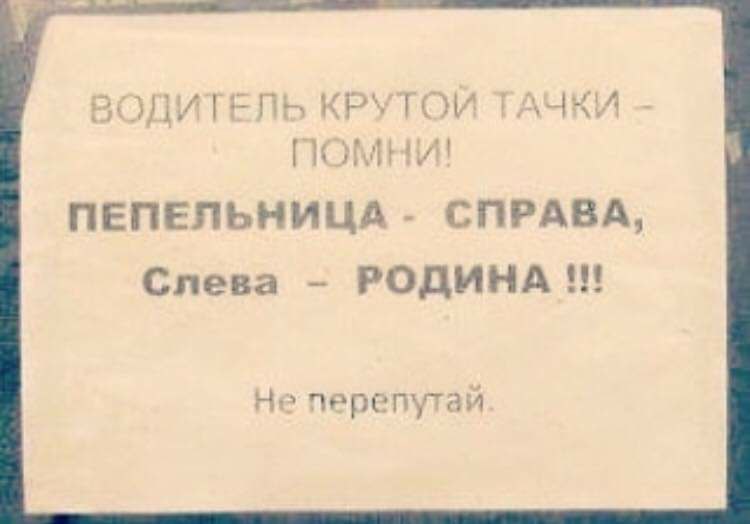 ВОДИТЕЛЬ КРУТОЙ ТАЧКИ –
ПОМНИ!
ПЕПЕЛЬНИЦА - СПРАВА,
Слева – РОДИНА !!!
Не перепутай.